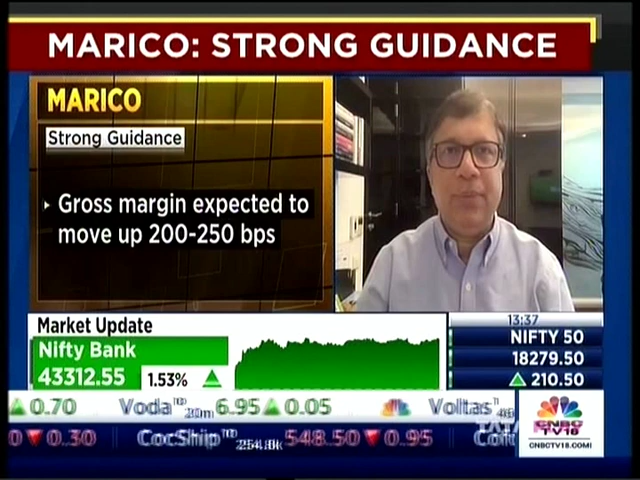 MARICO: STRONG GUIDANCE
MARICO
Strong Guidance
Gross margin expected to
move up 200-250 bps
Market Update
Nifty Bank
43312.55 1.53%
13:37
NIFTY 50
18279.50
210.50
0.70 Voda 6.95 0.05 Voltas
0 0.30 CocShip 548.50 0.95
CNBC
TV18
CNBCTV18.COM